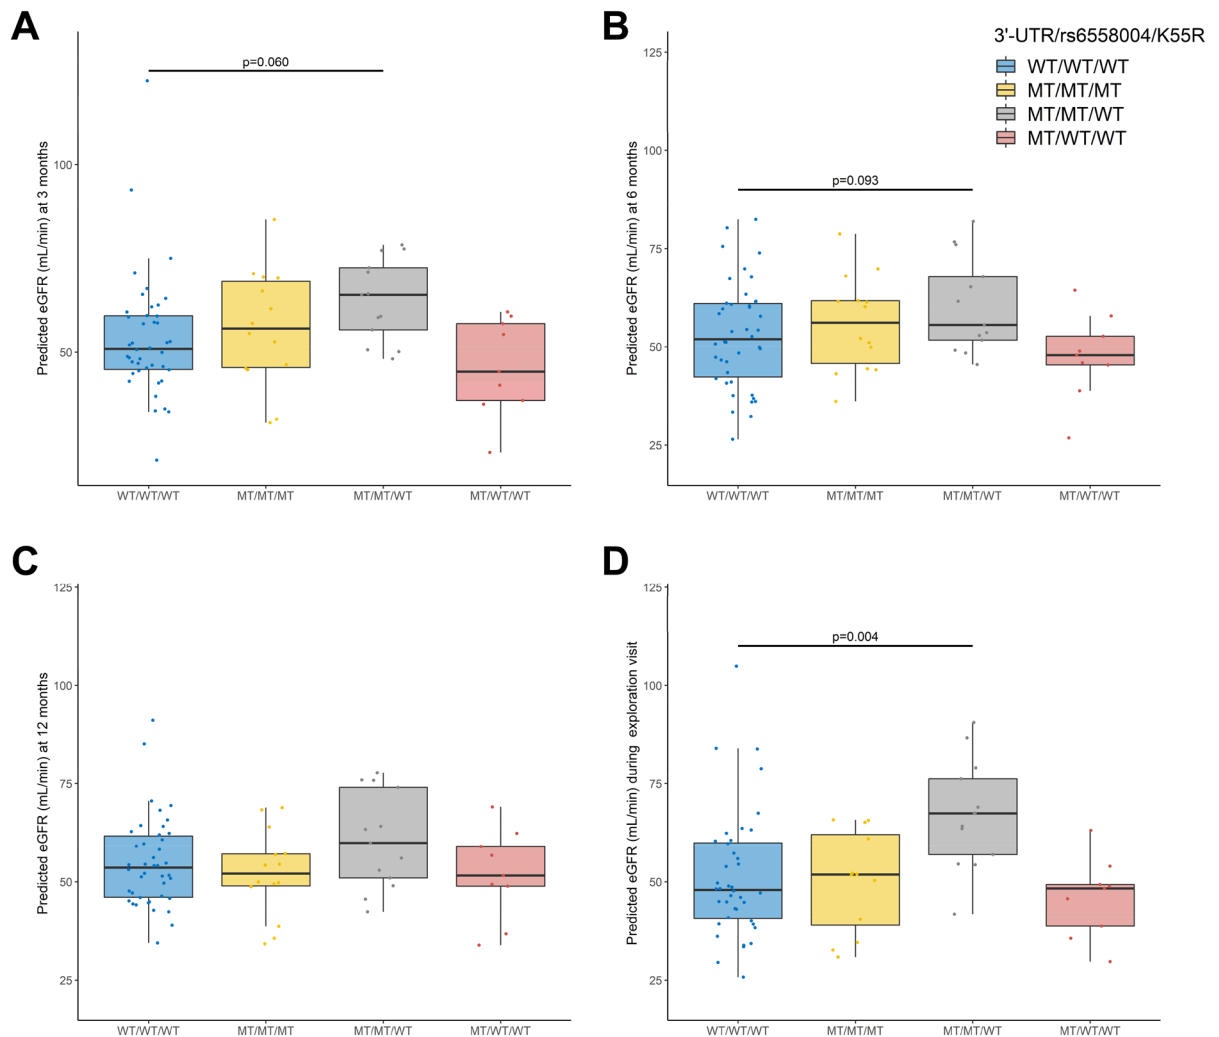 A
Predicted eGFR (mL/min) at 3 months
100
50
p=0.060
WT/WT/WT MT/MT/MT MT/MT/WT MT/WT/WT
B
Predicted eGFR (mL/min) at 6 months
125
100
75
50
25
p=0.093
WT/WT/WT MT/MT/MT MT/MT/WT MT/WT/WT
3'-UTR/rs6558004/K55R
WT/WT/WT
MT/MT/MT
MT/MT/WT
MT/WT/WT
C
Predicted eGFR (mL/min) at 12 months
125
100
75
50
25
WT/WT/WT MT/MT/MT MT/MT/WT MT/WT/WT
D
Predicted eGFR (mL/min) during exploration visit
125
100
75
50
25
p=0.004
WT/WT/WT MT/MT/MT MT/MT/WT MT/WT/WT